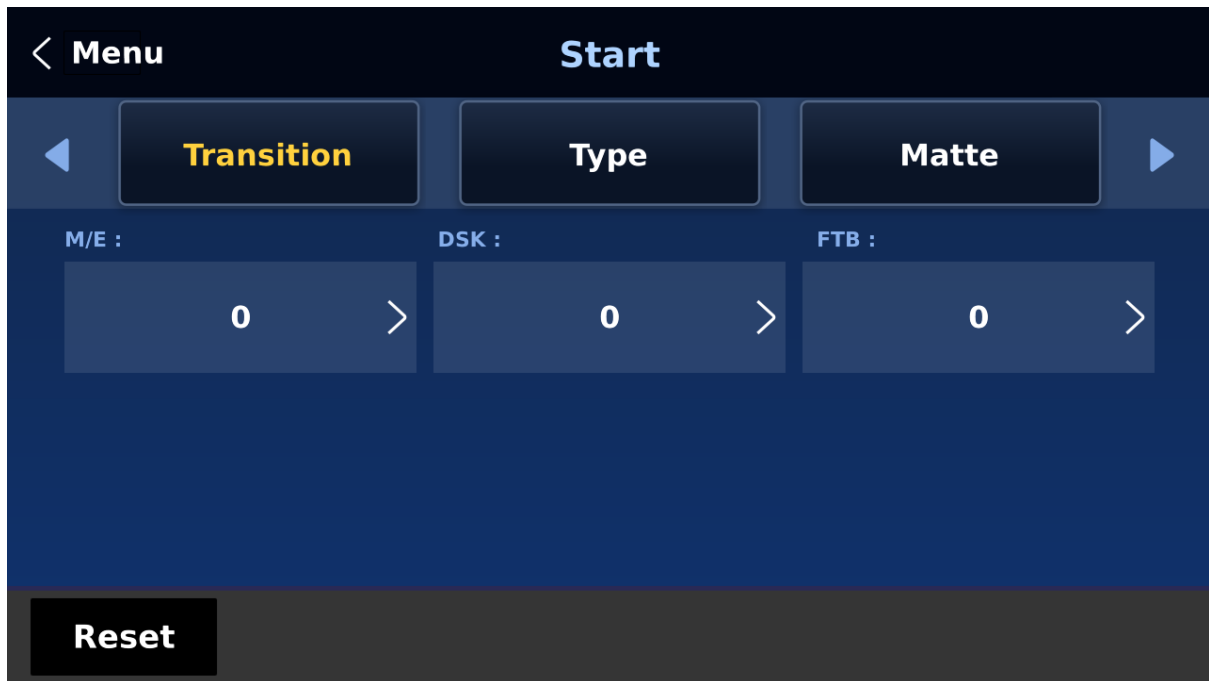 Menu
Start
Transition
Type
Matte
M/E :
DSK :
FTB :
0
0
0
Reset